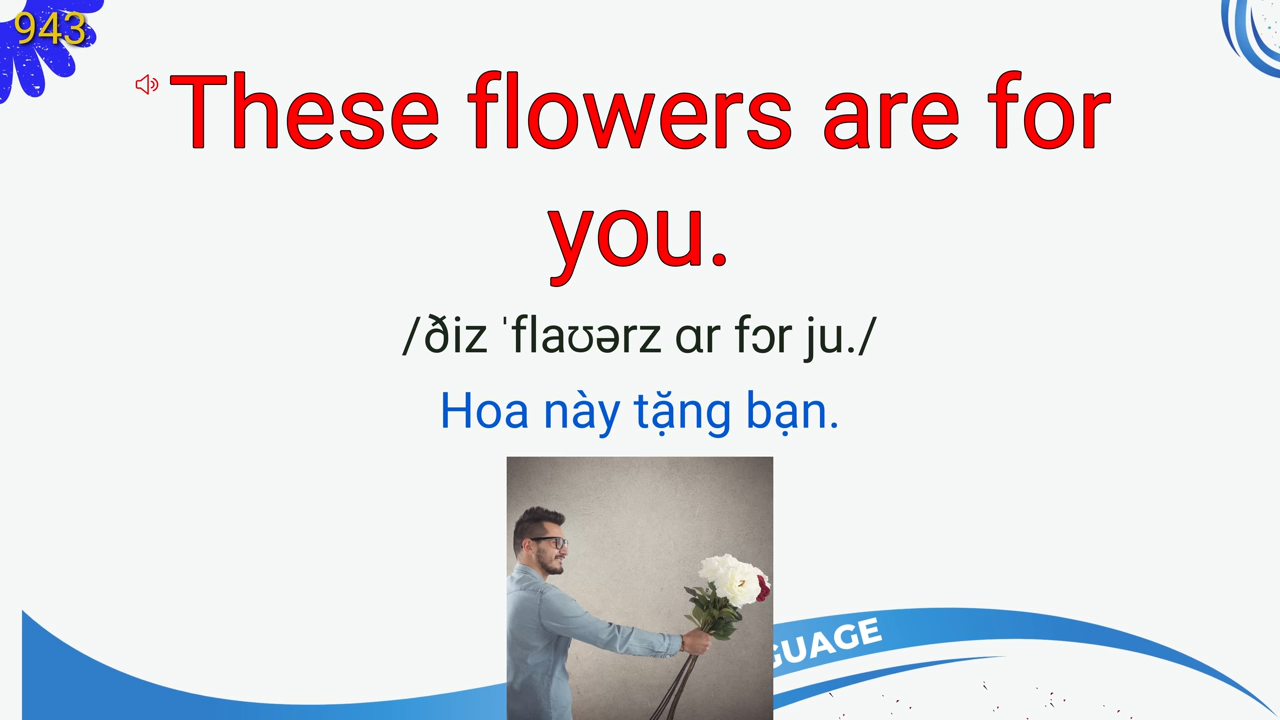 943
These flowers are for
you.
/ðiz ˈflaʊərz ɑr fɔr ju./
Hoa này tặng bạn.
GUAGE